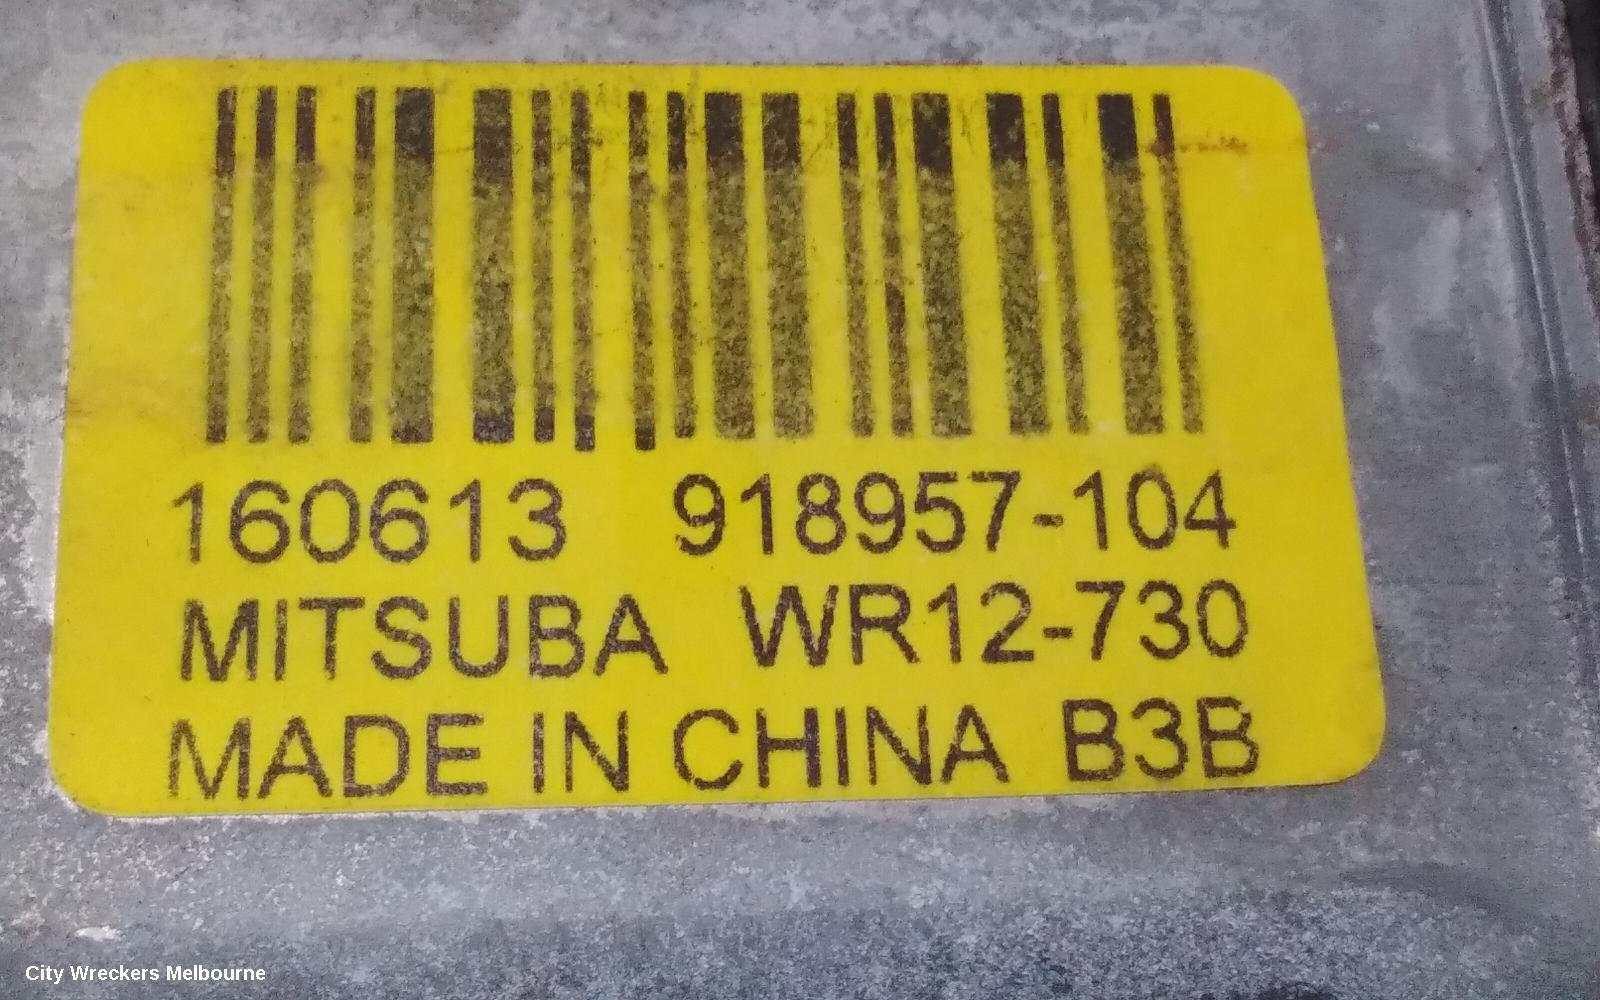 160613 918957-104
MITSUBA WR12-730
MADE IN CHINA B3B
City Wreckers Melbourne